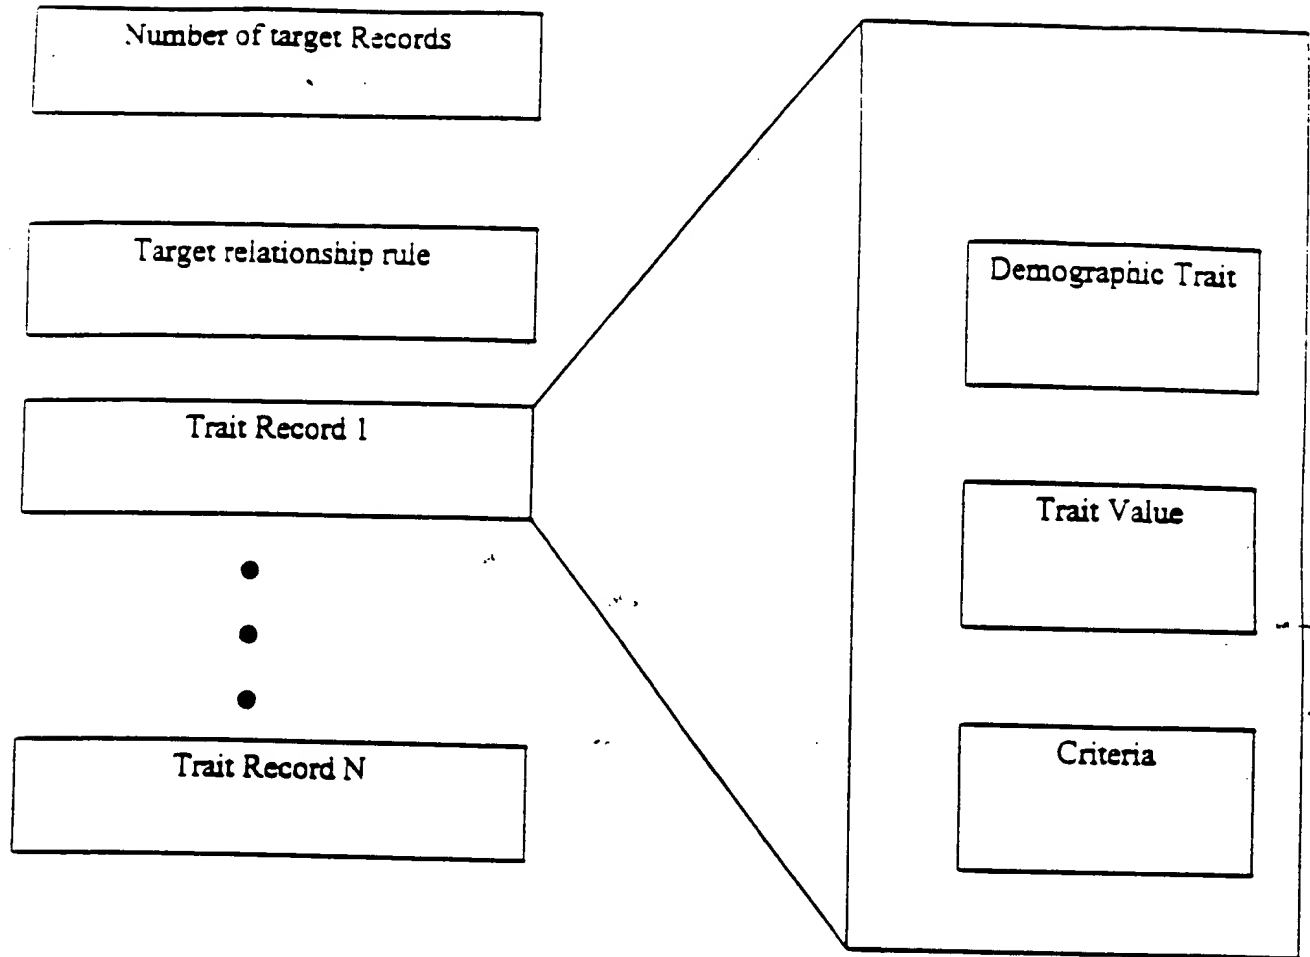 Number of target Records
Target relationship rule
Trait Record 1
Trait Record N
Demographic Trait
Trait Value
Criteria